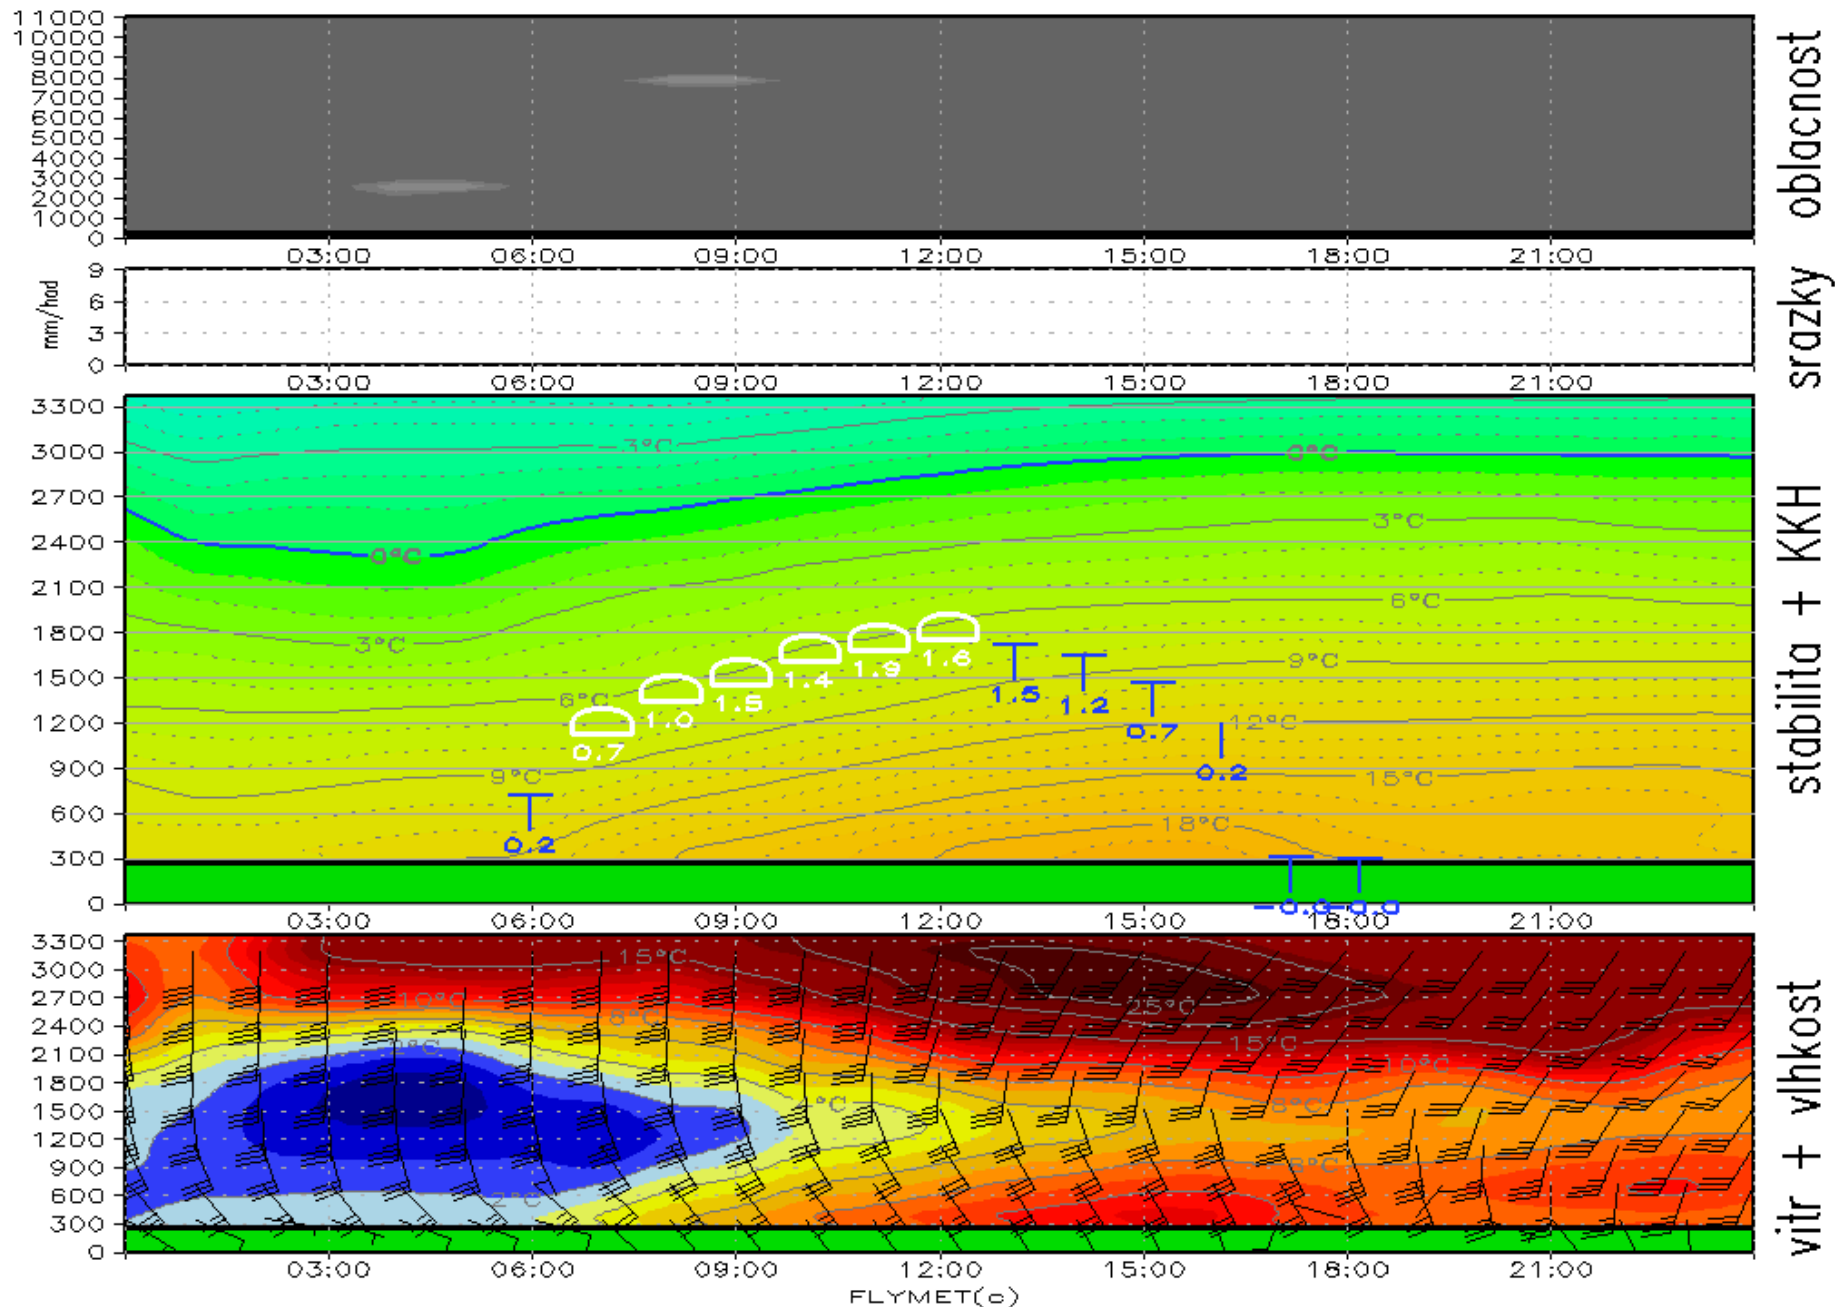 11000
10000
9000
8000
7000
6000
5000
4000
3000
2000
1000
0
03:00 06:00 09:00 12:00 15:00 18:00 21:00
oblacnost
9
6
3
0
mm/hod
03:00 06:00 09:00 12:00 15:00 18:00 21:00
srazky
3300
3000
2700
2400
2100
1800
1500
1200
900
600
300
0
-3°C
0°C
0°C
3°C
6°C
3°C
9°C
6°C
9°C
12°C
15°C
18°C
0.2
0.7
1.0
1.5
1.4
1.9
1.6
1.5
1.2
0.7
0.2
-0.0
-0.0
03:00 06:00 09:00 12:00 15:00 18:00 21:00
stabilita + KKH
3300
3000
2700
2400
2100
1800
1500
1200
900
600
300
0
15°C
10°C
8°C
2°C
25°C
15°C
10°C
8°C
8°C
03:00 06:00 09:00 12:00 15:00 18:00 21:00
vitr + vlhkost
FLYMET(c)